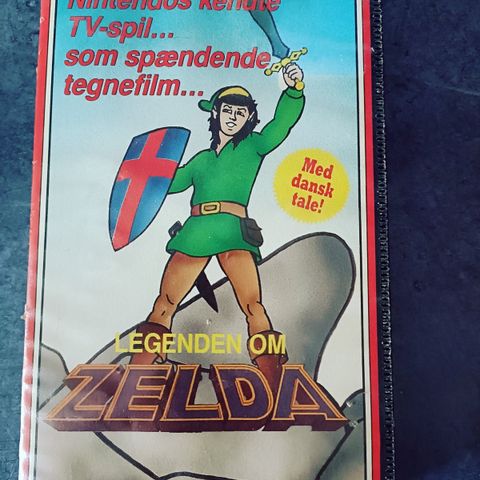 Nintendos kendte
TV-spil...
som spændende
tegnefilm...
Med
dansk
tale!
LEGENDEN OM
ZELDA